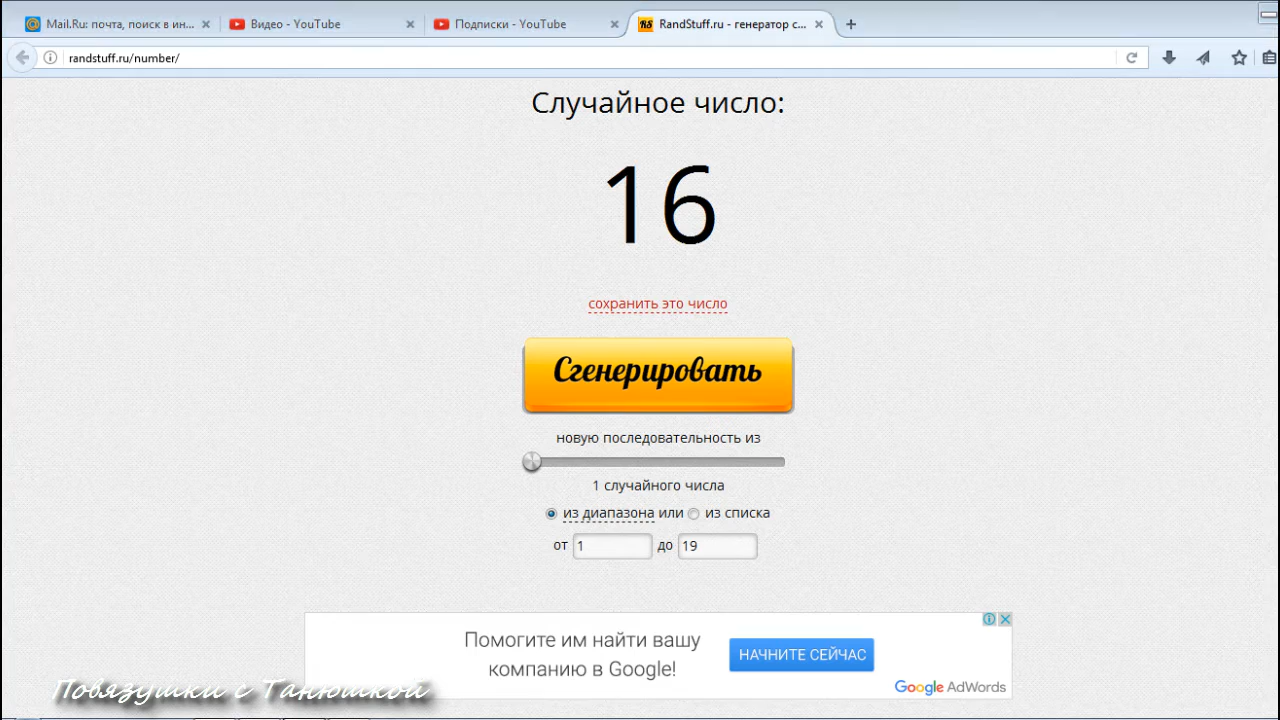 Mail.Ru: почта, поиск в ин...
Видео - YouTube
Подписки - YouTube
RS
RandStuff.ru - генератор с...
randstuff.ru/number/
Случайное число:
16
сохранить это число
Сгенерировать
новую последовательность из
1 случайного числа
из диапазона или из списка
от 1 до 19
Помогите им найти вашу
компанию в Google!
НАЧНИТЕ СЕЙЧАС
Google AdWords
Повязушки с Танюшкой